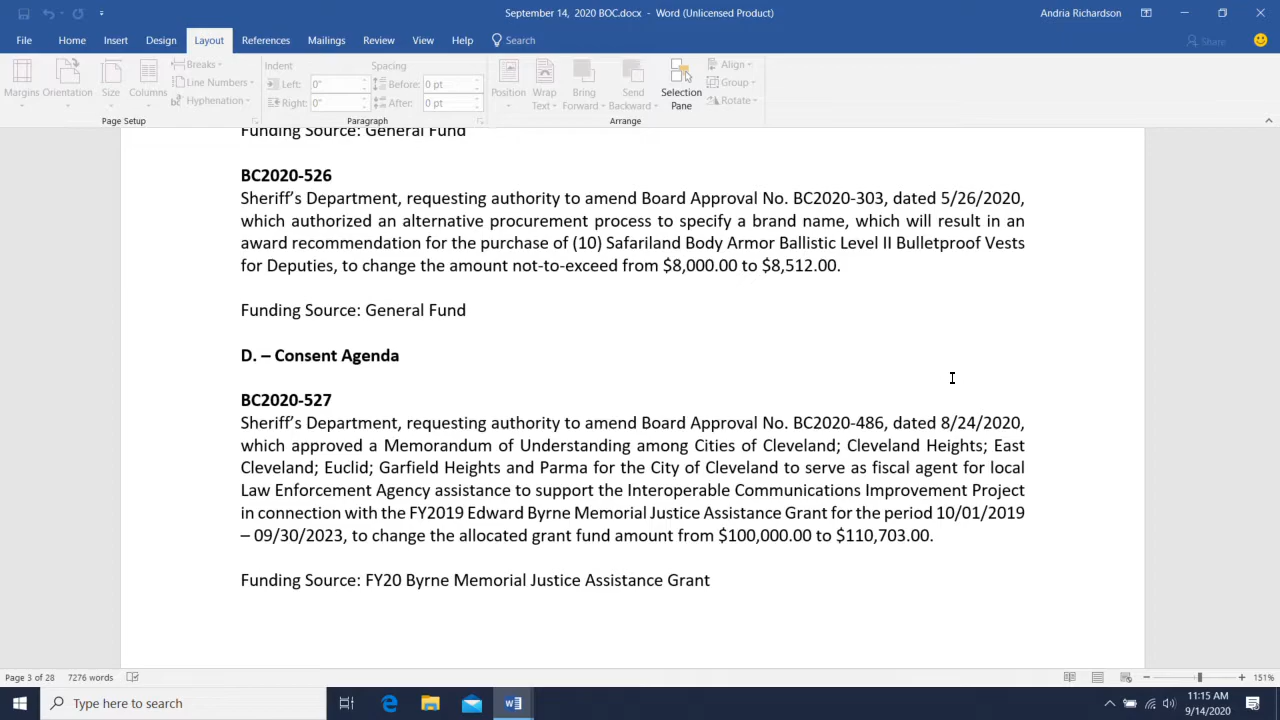 September 14, 2020 BOC.docx - Word (Unlicensed Product)
Andria Richardson
File Home Insert Design Layout References Mailings Review View Help Search Share
Margins Orientation Size Columns
Breaks
Line Numbers
Hyphenation
Page Setup
Indent
Left: 0"
Right: 0"
Spacing
Before: 0 pt
After: 0 pt
Paragraph
Position Wrap Text Bring Forward Send Backward Selection Pane
Align
Group
Rotate
Arrange
Funding Source: General Fund
BC2020-526
Sheriff’s Department, requesting authority to amend Board Approval No. BC2020-303, dated 5/26/2020,
which authorized an alternative procurement process to specify a brand name, which will result in an
award recommendation for the purchase of (10) Safariland Body Armor Ballistic Level II Bulletproof Vests
for Deputies, to change the amount not-to-exceed from $8,000.00 to $8,512.00.
Funding Source: General Fund
D. – Consent Agenda
BC2020-527
Sheriff’s Department, requesting authority to amend Board Approval No. BC2020-486, dated 8/24/2020,
which approved a Memorandum of Understanding among Cities of Cleveland; Cleveland Heights; East
Cleveland; Euclid; Garfield Heights and Parma for the City of Cleveland to serve as fiscal agent for local
Law Enforcement Agency assistance to support the Interoperable Communications Improvement Project
in connection with the FY2019 Edward Byrne Memorial Justice Assistance Grant for the period 10/01/2019
– 09/30/2023, to change the allocated grant fund amount from $100,000.00 to $110,703.00.
Funding Source: FY20 Byrne Memorial Justice Assistance Grant
Page 3 of 28 7276 words 151%
Type here to search
11:15 AM
9/14/2020